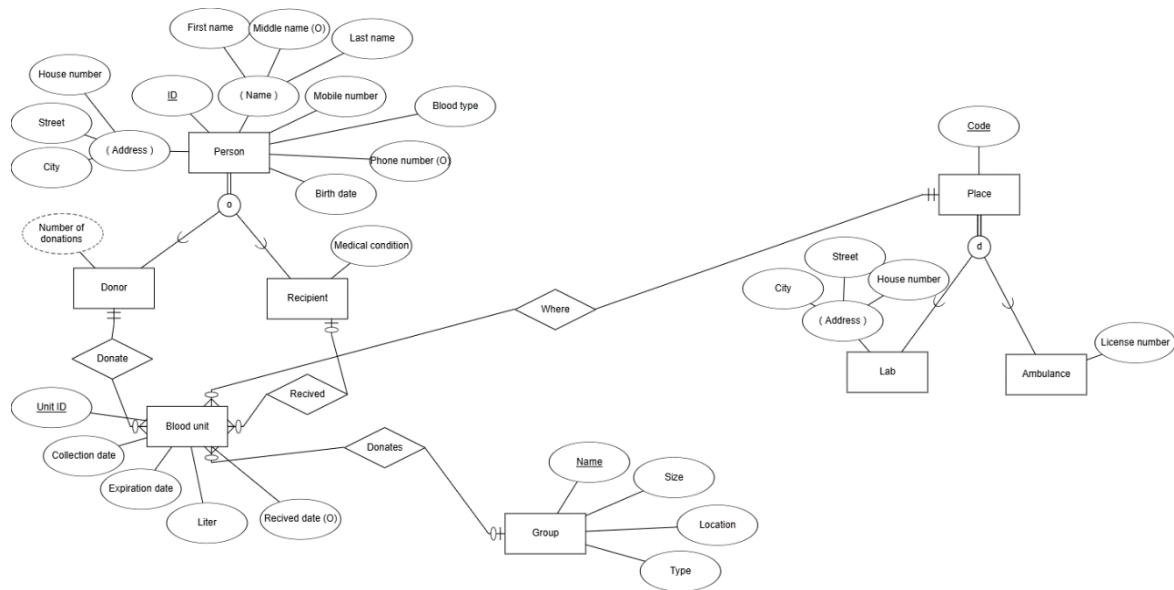 First name
Middle name (O)
Last name
House number
ID
( Name )
Mobile number
Blood type
Street
( Address )
Person
Phone number (O)
City
Birth date
Code
Place
o
d
Number of
donations
Medical condition
Donor
Recipient
Street
City
House number
( Address )
Where
Lab
Ambulance
License number
Donate
Recived
Unit ID
Blood unit
Collection date
Donates
Expiration date
Liter
Recived date (O)
Name
Size
Location
Group
Type